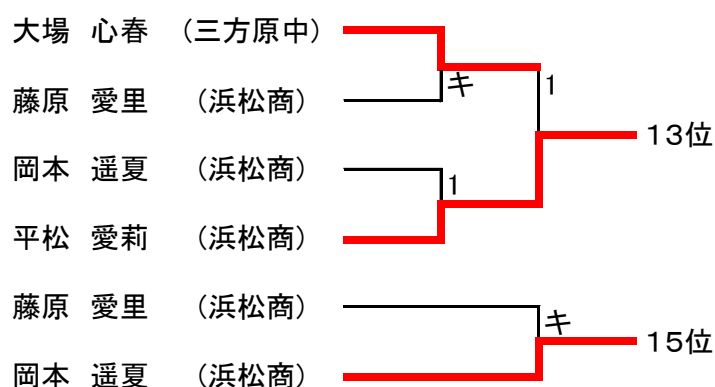 大場 心春 (三方原中)
キ
1
藤原 愛里 (浜松商)
13位
岡本 遥夏 (浜松商)
1
平松 愛莉 (浜松商)
藤原 愛里 (浜松商)
キ
15位
岡本 遥夏 (浜松商)